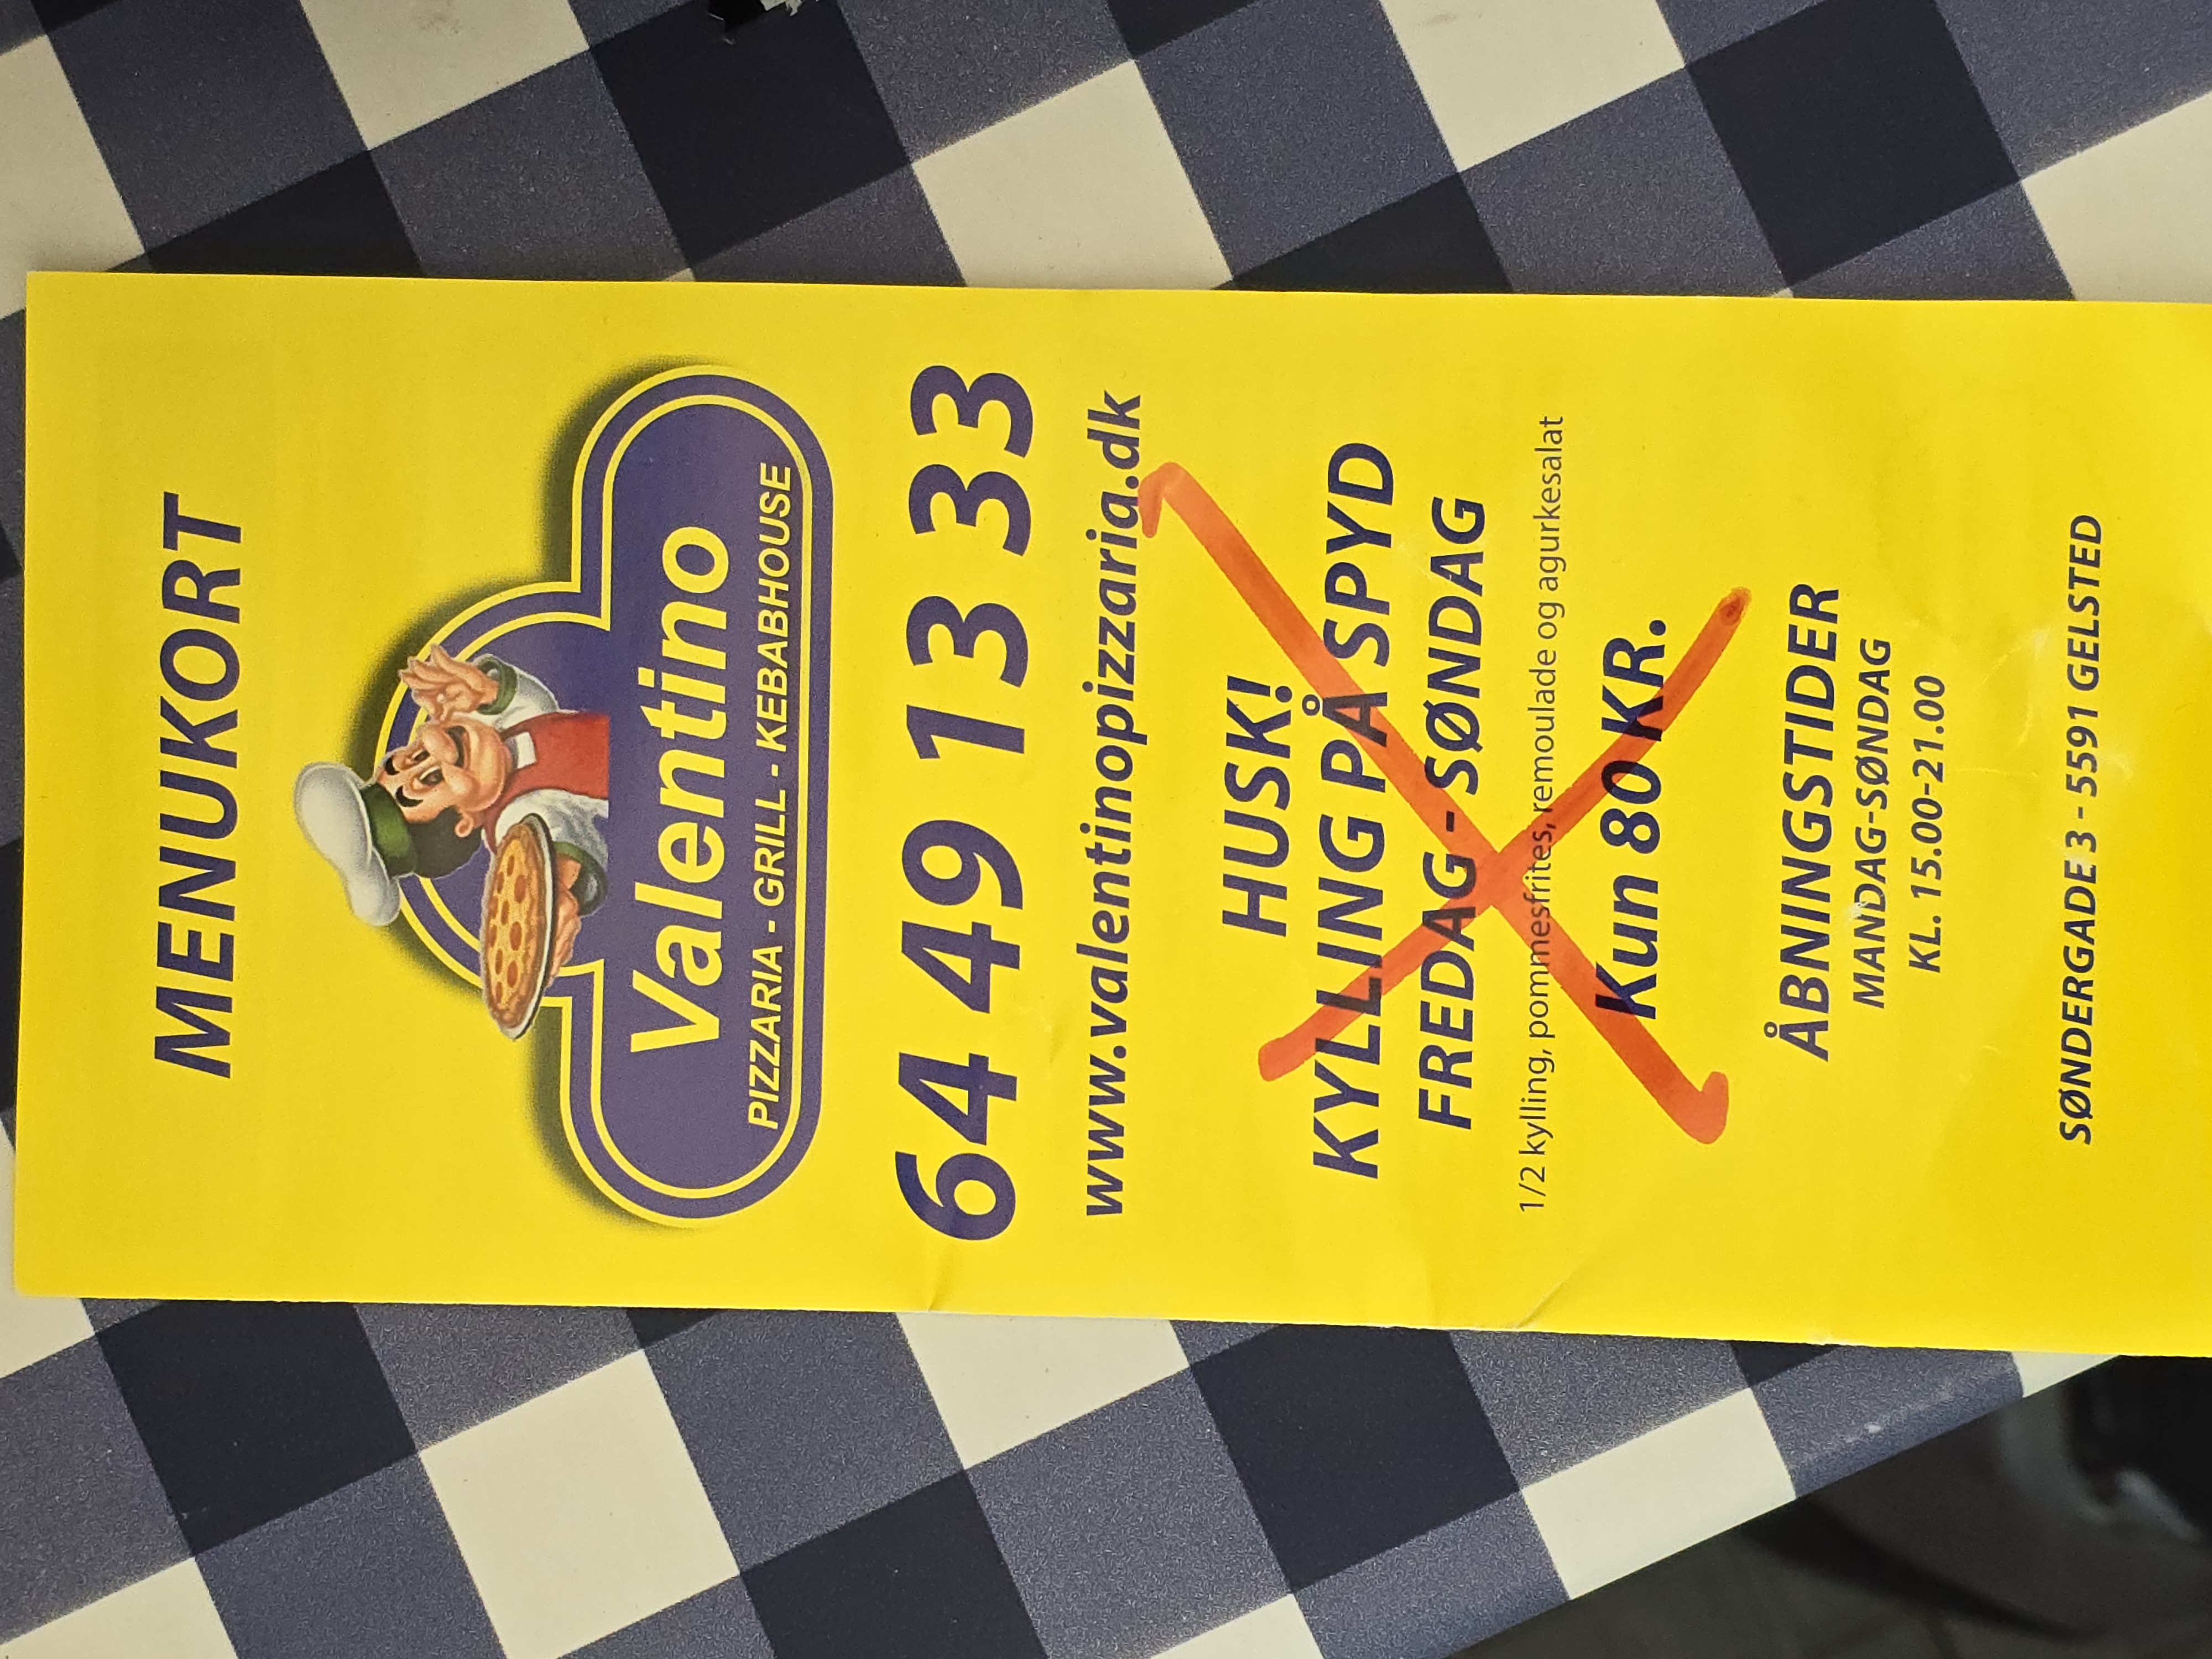 MENUKORT
Valentino
PIZZARIA - GRILL - KEBABHOUSE
64 49 13 33
www.valentinopizzaria.dk
HUSK!
KYLLING PÅ SPYD
FREDAG - SØNDAG
1/2 kylling, pommesfrites, remoulade og agurkesalat
Kun 80 KR.
ÅBNINGSTIDER
MANDAG-SØNDAG
KL. 15.00-21.00
SØNDERGADE 3 - 5591 GELSTED